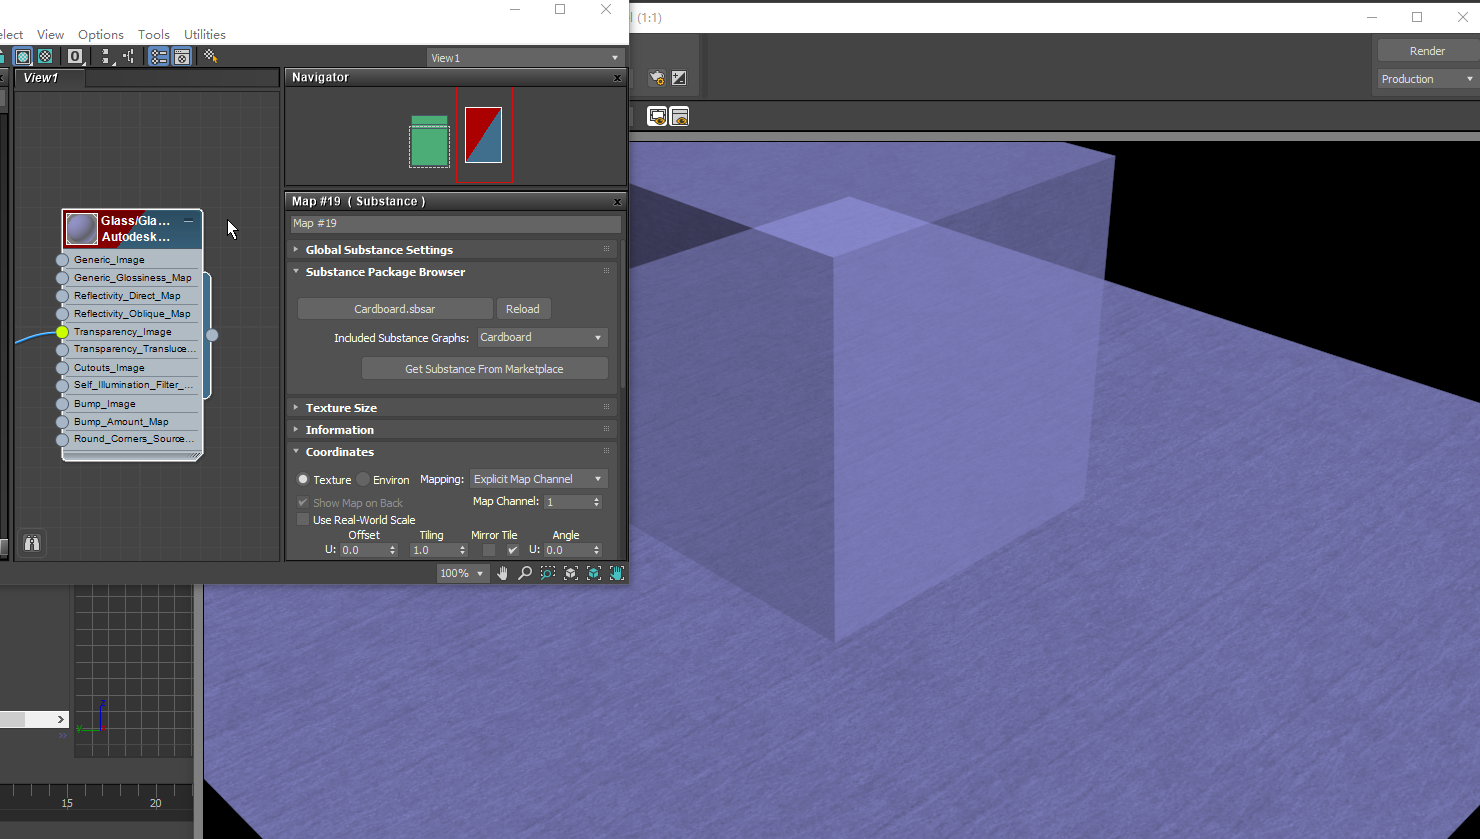 (1:1)
elect View Options Tools Utilities
Render
View1
Production
View1
Navigator
Map #19 ( Substance )
Map #19
Glass/Gla...
Autodesk...
Generic_Image
Generic_Glossiness_Map
Reflectivity_Direct_Map
Reflectivity_Oblique_Map
Transparency_Image
Transparency_Transluce...
Cutouts_Image
Self_Illumination_Filter_...
Bump_Image
Bump_Amount_Map
Round_Corners_Source...
Global Substance Settings
Substance Package Browser
Cardboard.sbsar Reload
Included Substance Graphs: Cardboard
Get Substance From Marketplace
Texture Size
Information
Coordinates
Texture Environ Mapping: Explicit Map Channel
Show Map on Back Map Channel: 1
Use Real-World Scale
Offset Tiling Mirror Tile Angle
U: 0.0 1.0 U: 0.0
100%
z
y
15 20